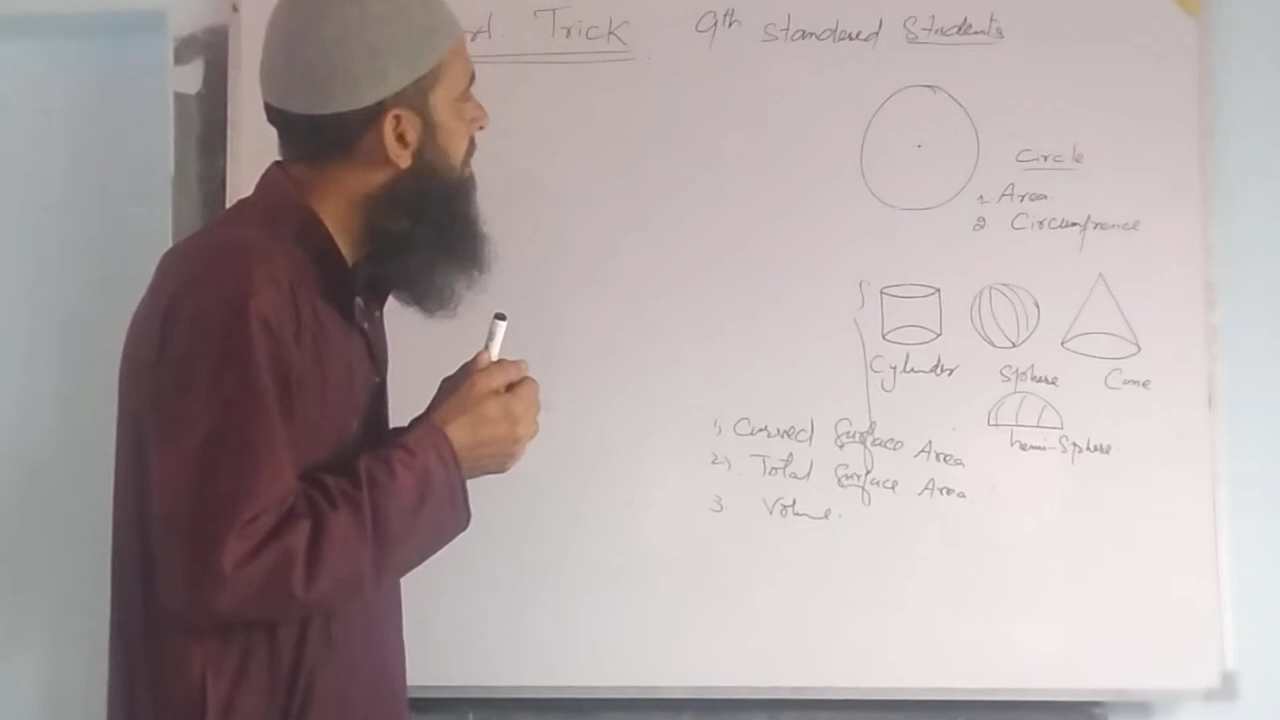 Trick 9th standered Students
Circle
1 Area.
2 Circumfrence
Cylinder Sphere Cone
hemi-Sphere
1) Curved Surface Area
2) Total Surface Area
3 Volume.